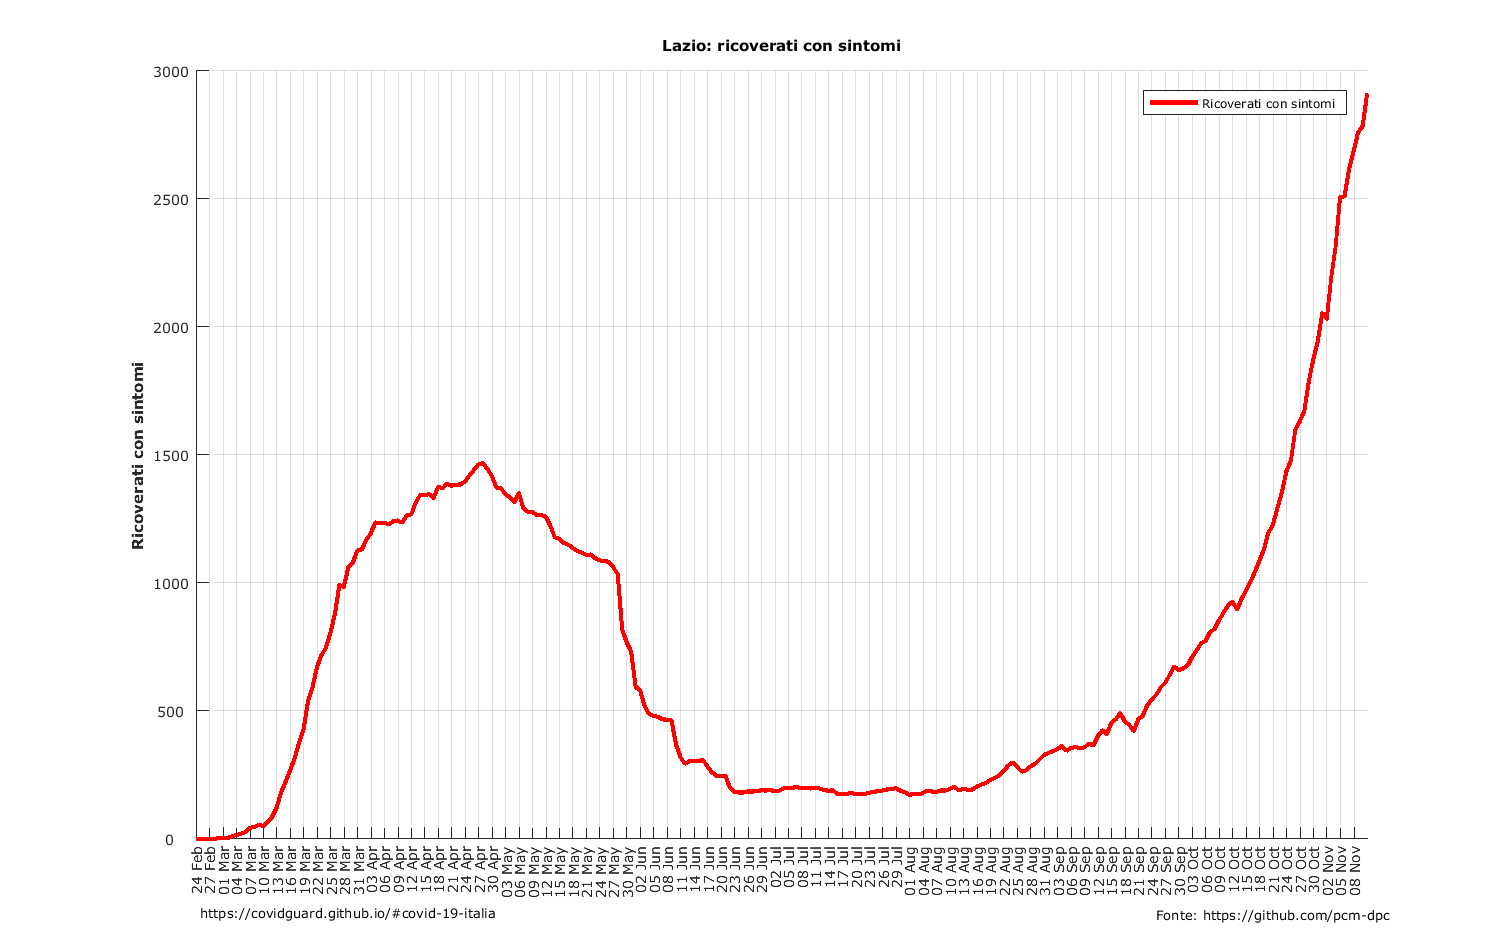 Lazio: ricoverati con sintomi
Ricoverati con sintomi
Ricoverati con sintomi
3000
2500
2000
1500
1000
500
0
24 Feb
27 Feb
01 Mar
04 Mar
07 Mar
10 Mar
13 Mar
16 Mar
19 Mar
22 Mar
25 Mar
28 Mar
31 Mar
03 Apr
06 Apr
09 Apr
12 Apr
15 Apr
18 Apr
21 Apr
24 Apr
27 Apr
30 Apr
03 May
06 May
09 May
12 May
15 May
18 May
21 May
24 May
27 May
30 May
02 Jun
05 Jun
08 Jun
11 Jun
14 Jun
17 Jun
20 Jun
23 Jun
26 Jun
29 Jun
02 Jul
05 Jul
08 Jul
11 Jul
14 Jul
17 Jul
20 Jul
23 Jul
26 Jul
29 Jul
01 Aug
04 Aug
07 Aug
10 Aug
13 Aug
16 Aug
19 Aug
22 Aug
25 Aug
28 Aug
31 Aug
03 Sep
06 Sep
09 Sep
12 Sep
15 Sep
18 Sep
21 Sep
24 Sep
27 Sep
30 Sep
03 Oct
06 Oct
09 Oct
12 Oct
15 Oct
18 Oct
21 Oct
24 Oct
27 Oct
30 Oct
02 Nov
05 Nov
08 Nov
https://covidguard.github.io/#covid-19-italia
Fonte: https://github.com/pcm-dpc